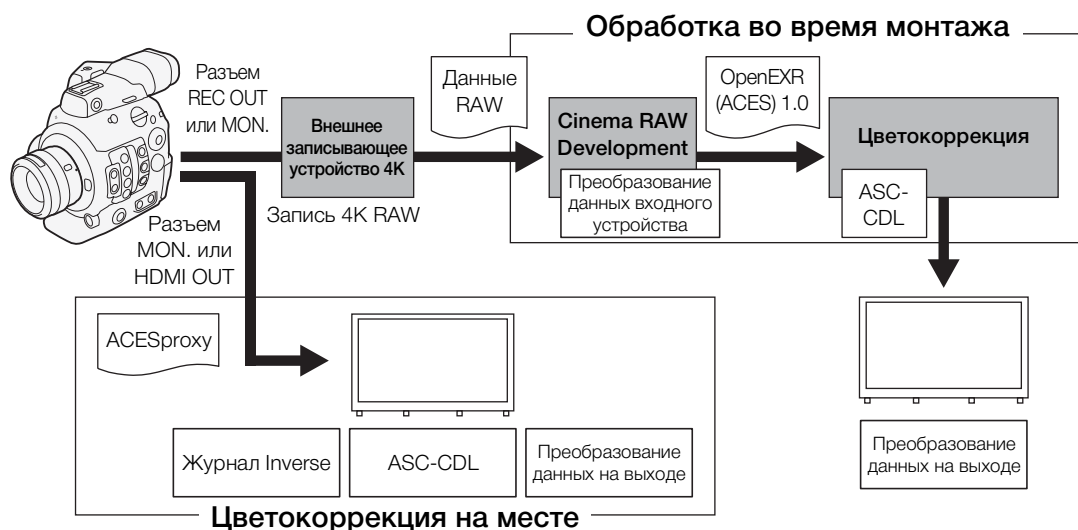 Обработка во время монтажа
Разъем
REC OUT
или MON.
Внешнее
записывающее
устройство 4K
Запись 4K RAW
Данные
RAW
Cinema RAW
Development
Преобразование
данных входного
устройства
OpenEXR
(ACES) 1.0
Цветокоррекция
ASC-
CDL
Разъем
MON. или
HDMI OUT
ACESproxy
Журнал Inverse
ASC-CDL
Преобразование
данных на выходе
Цветокоррекция на месте
Преобразование
данных на выходе